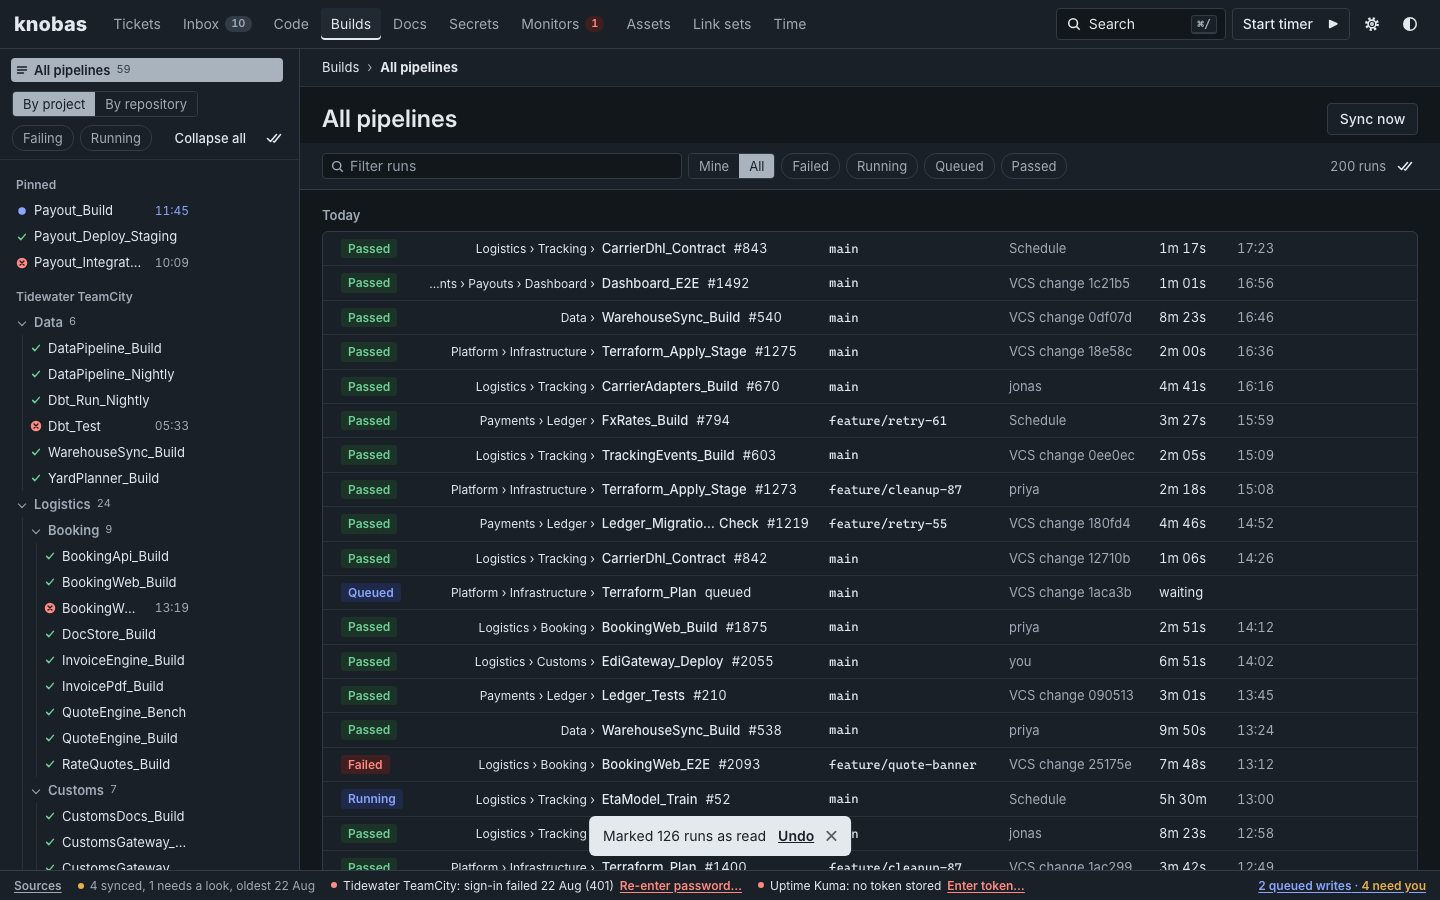 knobas Tickets Inbox 10 Code Builds Docs Secrets Monitors 1 Assets Link sets Time Search ⌘/ Start timer
All pipelines 59
By project By repository
Failing Running Collapse all
Pinned
Payout_Build 11:45
Payout_Deploy_Staging
Payout_Integrat... 10:09
Tidewater TeamCity
Data 6
DataPipeline_Build
DataPipeline_Nightly
Dbt_Run_Nightly
Dbt_Test 05:33
WarehouseSync_Build
YardPlanner_Build
Logistics 24
Booking 9
BookingApi_Build
BookingWeb_Build
BookingW... 13:19
DocStore_Build
InvoiceEngine_Build
InvoicePdf_Build
QuoteEngine_Bench
QuoteEngine_Build
RateQuotes_Build
Customs 7
CustomsDocs_Build
CustomsGateway_...
CustomsGateway
Builds › All pipelines
All pipelines Sync now
Filter runs Mine All Failed Running Queued Passed 200 runs
Today
Passed Logistics › Tracking › CarrierDhl_Contract #843 main Schedule 1m 17s 17:23
Passed ...nts › Payouts › Dashboard › Dashboard_E2E #1492 main VCS change 1c21b5 1m 01s 16:56
Passed Data › WarehouseSync_Build #540 main VCS change 0df07d 8m 23s 16:46
Passed Platform › Infrastructure › Terraform_Apply_Stage #1275 main VCS change 18e58c 2m 00s 16:36
Passed Logistics › Tracking › CarrierAdapters_Build #670 main jonas 4m 41s 16:16
Passed Payments › Ledger › FxRates_Build #794 feature/retry-61 Schedule 3m 27s 15:59
Passed Logistics › Tracking › TrackingEvents_Build #603 main VCS change 0ee0ec 2m 05s 15:09
Passed Platform › Infrastructure › Terraform_Apply_Stage #1273 feature/cleanup-87 priya 2m 18s 15:08
Passed Payments › Ledger › Ledger_Migratio... Check #1219 feature/retry-55 VCS change 180fd4 4m 46s 14:52
Passed Logistics › Tracking › CarrierDhl_Contract #842 main VCS change 12710b 1m 06s 14:26
Queued Platform › Infrastructure › Terraform_Plan queued main VCS change 1aca3b waiting
Passed Logistics › Booking › BookingWeb_Build #1875 main priya 2m 51s 14:12
Passed Logistics › Customs › EdiGateway_Deploy #2055 main you 6m 51s 14:02
Passed Payments › Ledger › Ledger_Tests #210 main VCS change 090513 3m 01s 13:45
Passed Data › WarehouseSync_Build #538 main priya 9m 50s 13:24
Failed Logistics › Booking › BookingWeb_E2E #2093 feature/quote-banner VCS change 25175e 7m 48s 13:12
Running Logistics › Tracking › EtaModel_Train #52 main Schedule 5h 30m 13:00
Passed Logistics › Tracking jonas 8m 23s 12:58
Passed Platform › Infrastructure › Terraform_Plan #1400 feature/cleanup-87 VCS change 1ac299 3m 42s 12:49
Marked 126 runs as read Undo
Sources 4 synced, 1 needs a look, oldest 22 Aug Tidewater TeamCity: sign-in failed 22 Aug (401) Re-enter password... Uptime Kuma: no token stored Enter token... 2 queued writes · 4 need you